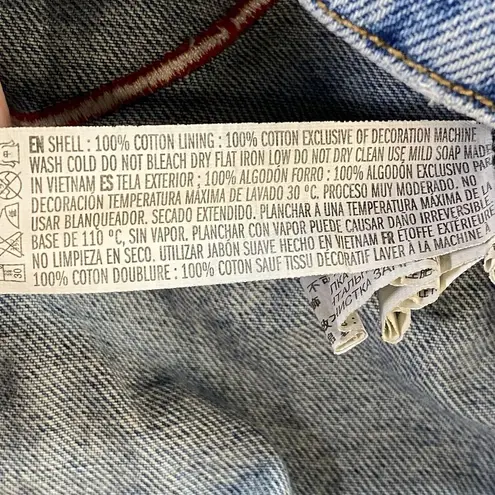 EN SHELL : 100% COTTON LINING : 100% COTTON EXCLUSIVE OF DECORATION MACHINE
WASH COLD DO NOT BLEACH DRY FLAT IRON LOW DO NOT DRY CLEAN USE MILD SOAP MADE
IN VIETNAM ES TELA EXTERIOR : 100% ALGODÓN FORRO : 100% ALGODÓN EXCLUSIVO PAR
DECORACIÓN TEMPERATURA MÁXIMA DE LAVADO 30 °C. PROCESO MUY MODERADO. NO
USAR BLANQUEADOR. SECADO EXTENDIDO. PLANCHAR A UNA TEMPERATURA MÁXIMA DE LA
BASE DE 110 °C, SIN VAPOR. PLANCHAR CON VAPOR PUEDE CAUSAR DAÑO IRREVERSIBLE.
NO LIMPIEZA EN SECO. UTILIZAR JABÓN SUAVE HECHO EN VIETNAM FR ETOFFE EXTÉRIEURE
100% COTON DOUBLURE : 100% COTON SAUF TISSU DÉCORATIF LAVER À LA MACHINE A
30